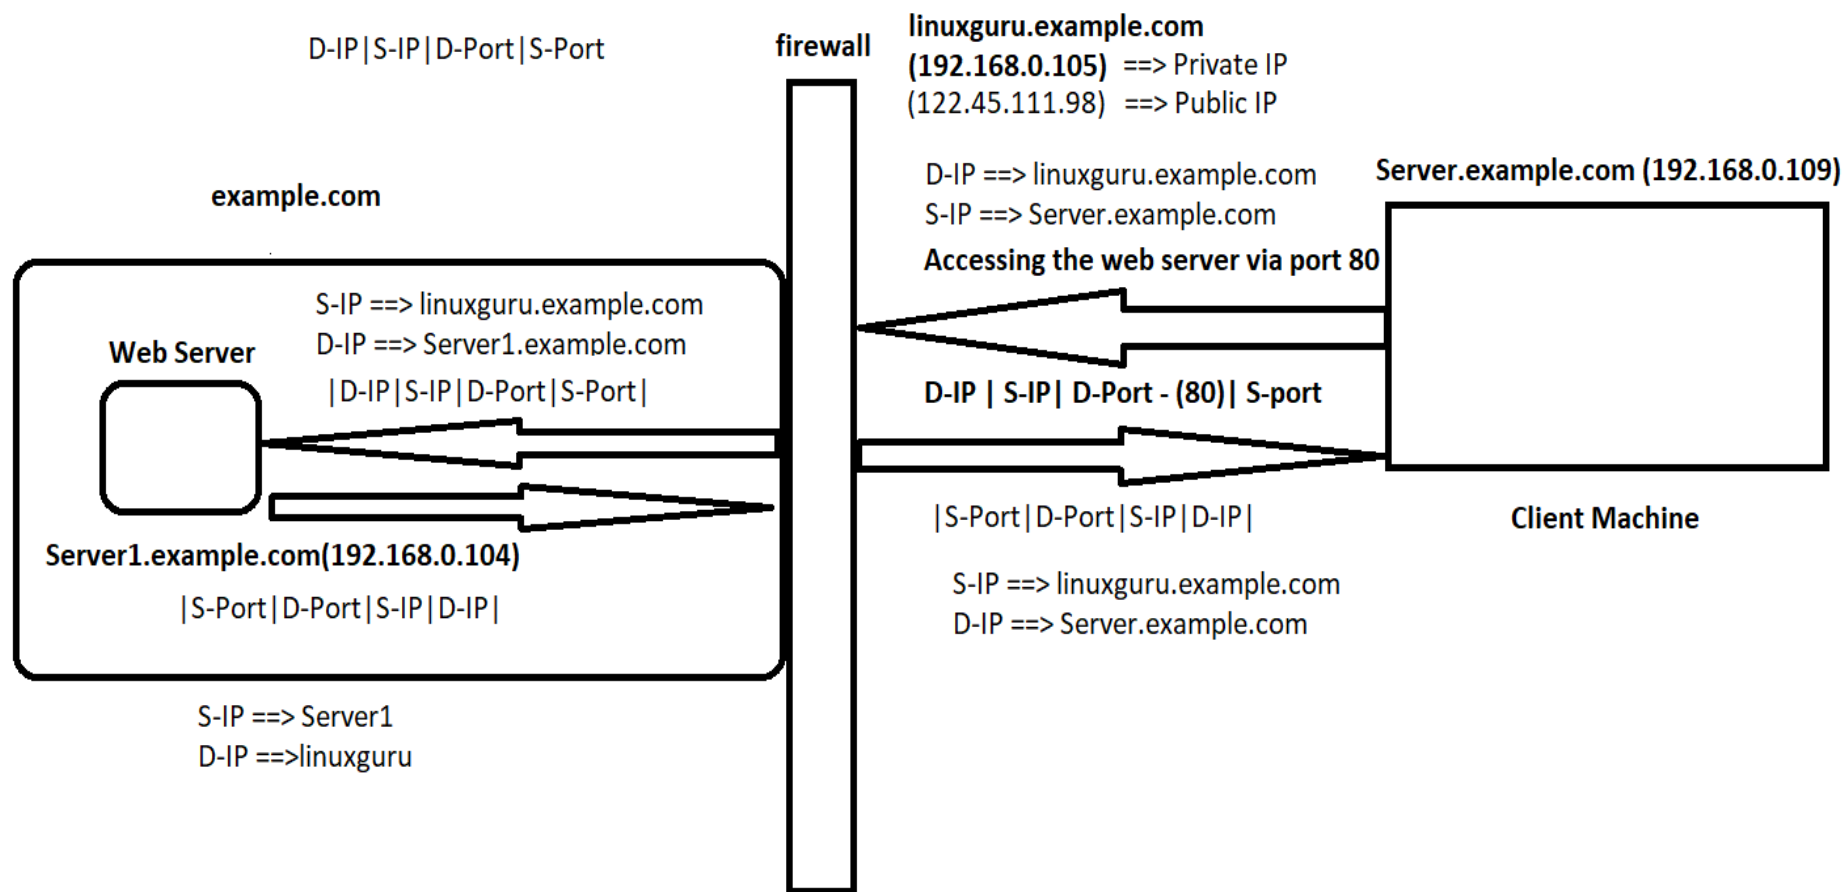 D-IP|S-IP|D-Port|S-Port
firewall
linuxguru.example.com
(192.168.0.105) ==> Private IP
(122.45.111.98) ==> Public IP
example.com
D-IP ==> linuxguru.example.com
S-IP ==> Server.example.com
Accessing the web server via port 80
Server.example.com (192.168.0.109)
S-IP ==> linuxguru.example.com
D-IP ==> Server1.example.com
|D-IP|S-IP|D-Port|S-Port|
Web Server
D-IP | S-IP| D-Port - (80)| S-port
|S-Port|D-Port|S-IP|D-IP|
Client Machine
Server1.example.com(192.168.0.104)
|S-Port|D-Port|S-IP|D-IP|
S-IP ==> linuxguru.example.com
D-IP ==> Server.example.com
S-IP ==> Server1
D-IP ==>linuxguru